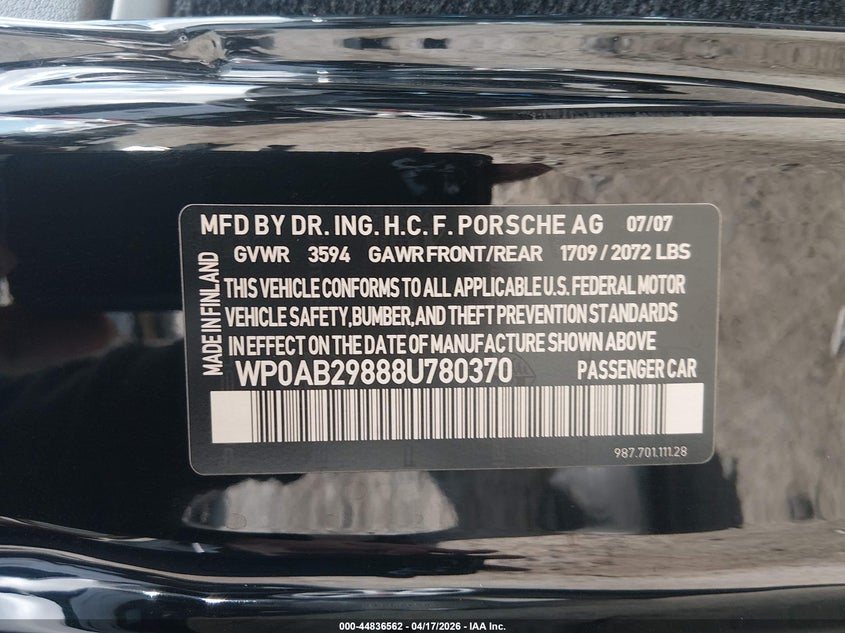 MFD BY DR. ING. H.C. F. PORSCHE AG 07/07
GVWR 3594 GAWR FRONT/REAR 1709 / 2072 LBS
MADE IN FINLAND
THIS VEHICLE CONFORMS TO ALL APPLICABLE U.S. FEDERAL MOTOR
VEHICLE SAFETY, BUMBER, AND THEFT PREVENTION STANDARDS
IN EFFECT ON THE DATE OF MANUFACTURE SHOWN ABOVE
WP0AB29888U780370 PASSENGER CAR
987.701.111.28
000-44836562 - 04/17/2026 - IAA Inc.